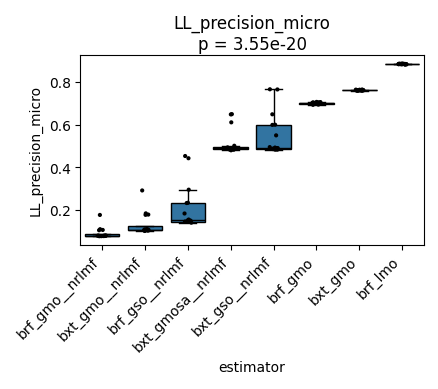 LL_precision_micro
p = 3.55e-20
LL_precision_micro
0.8
0.6
0.4
0.2
brf_gmo__nrlmf
bxt_gmo__nrlmf
brf_gso__nrlmf
bxt_gmosa__nrlmf
bxt_gso__nrlmf
brf_gmo
bxt_gmo
brf_lmo
estimator